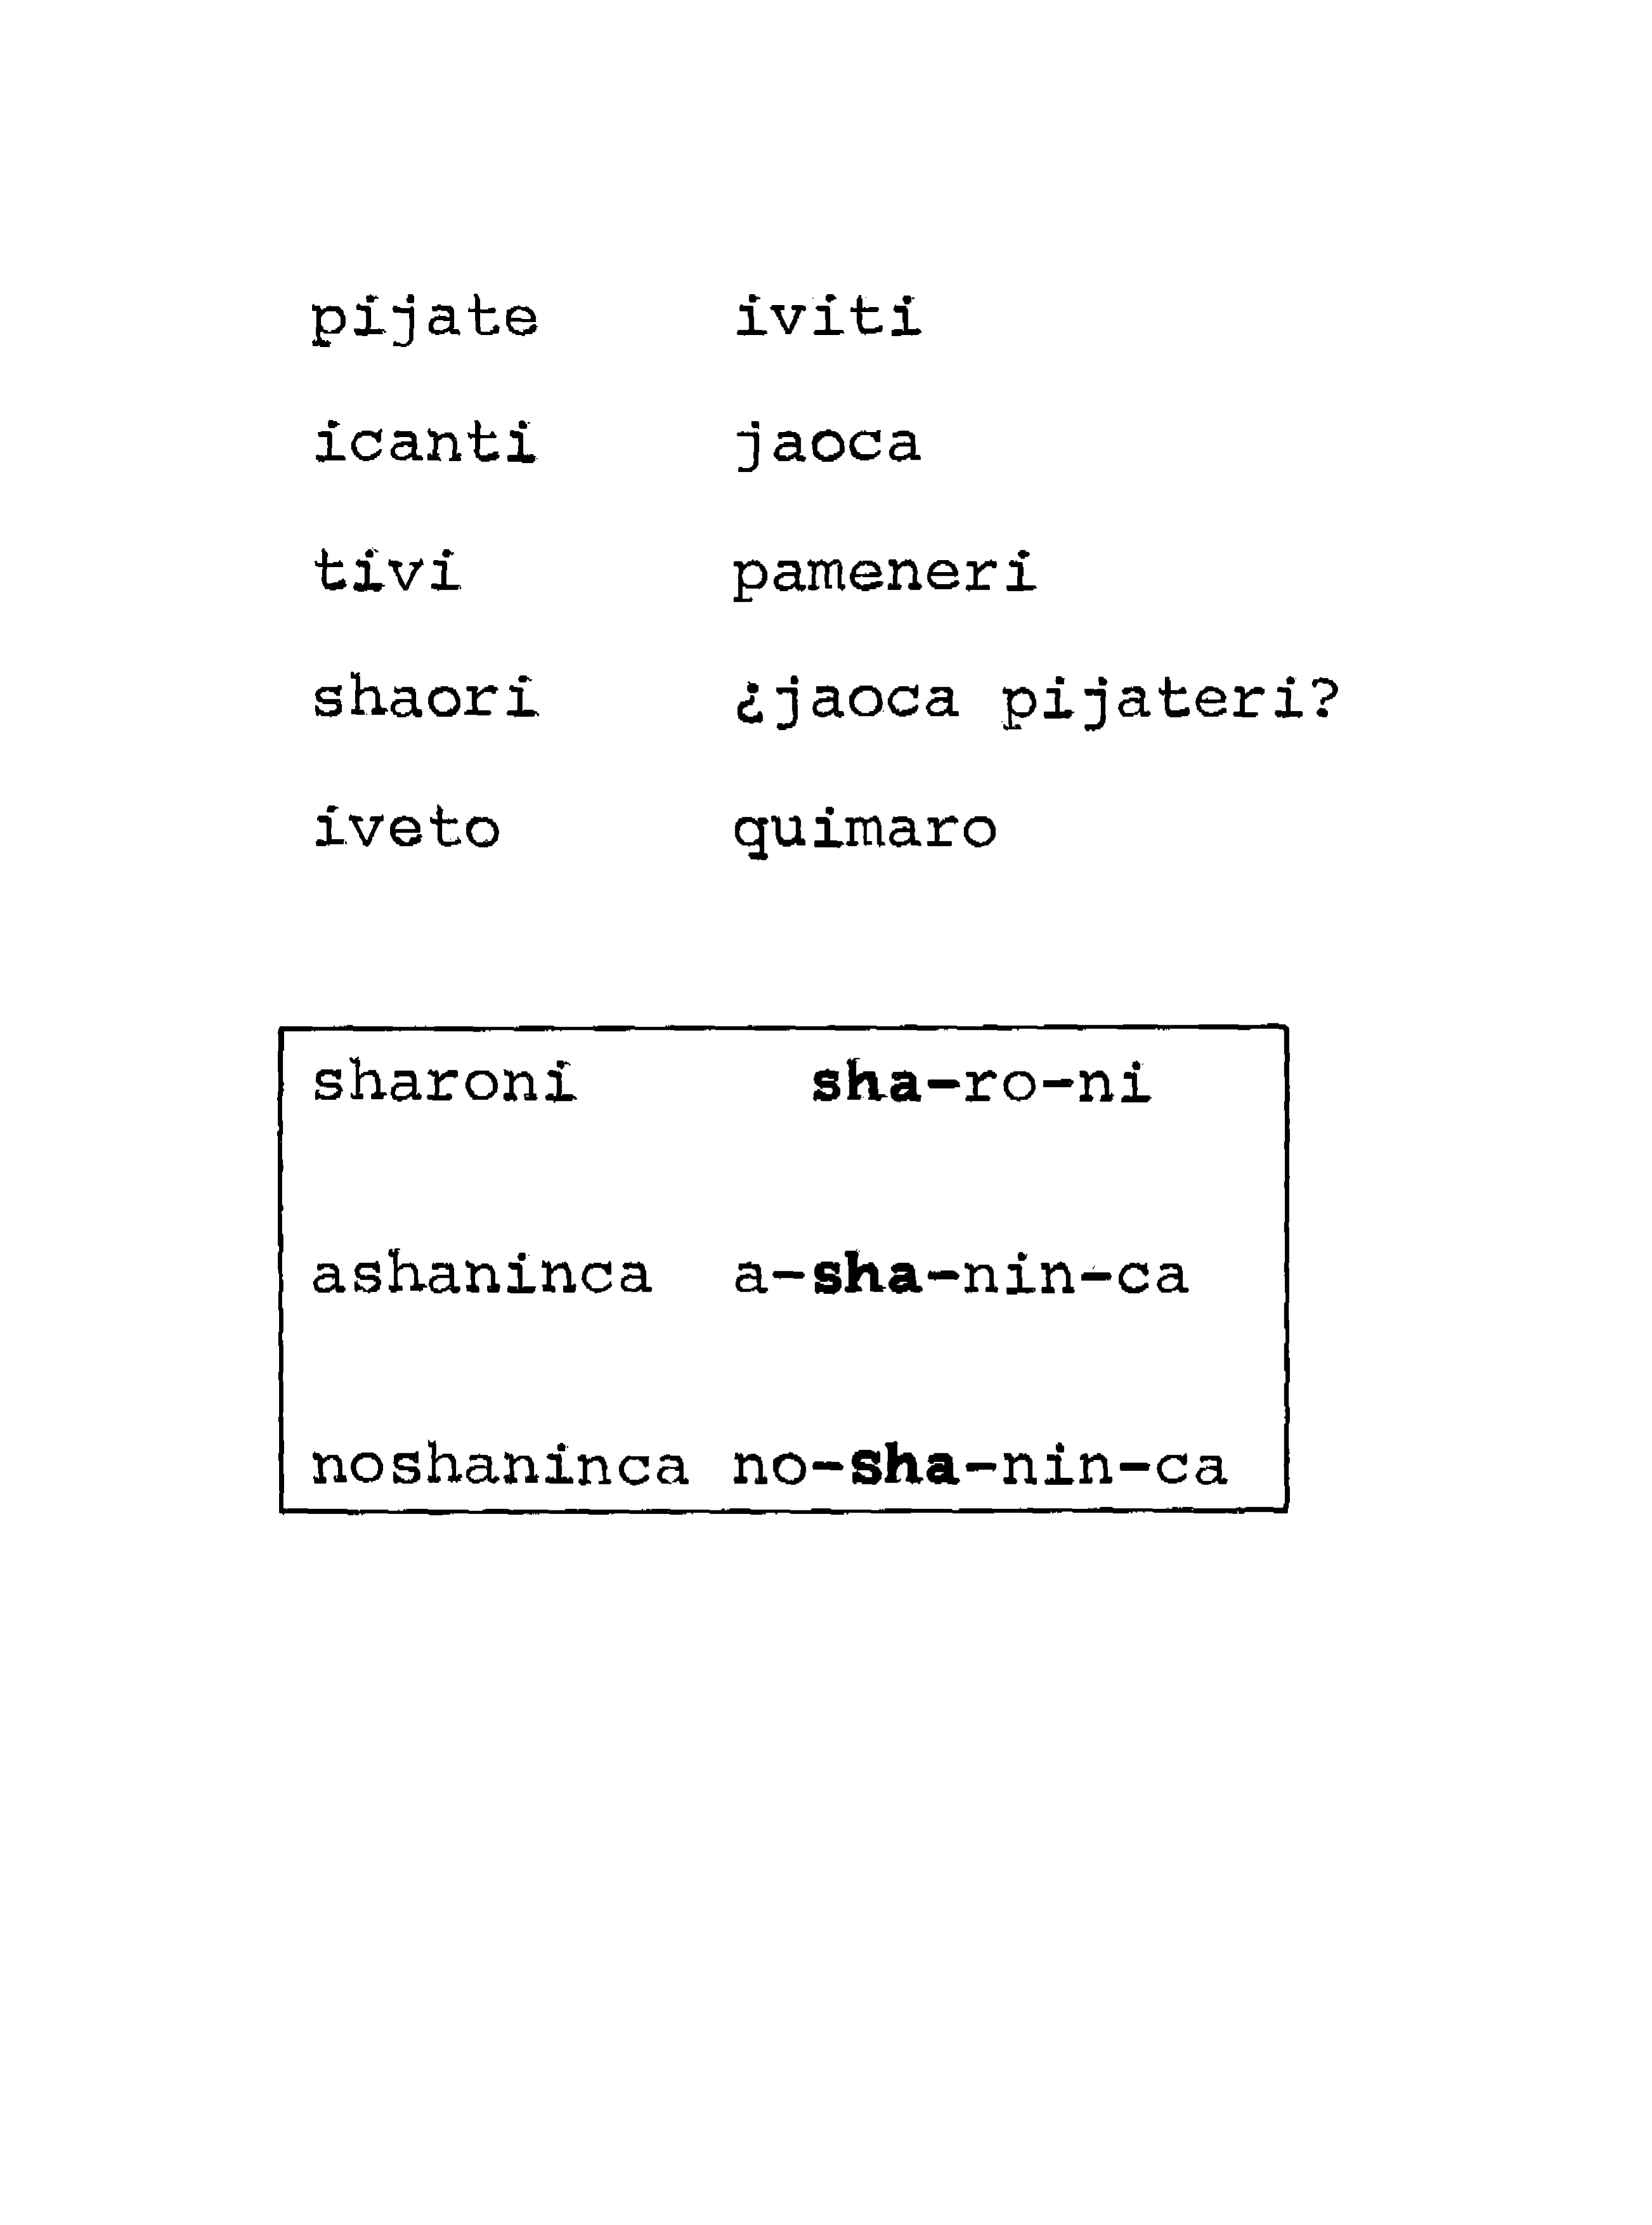 pijate iviti
icanti jaoca
tivi pameneri
shaori ¿jaoca pijateri?
iveto quimaro
sharoni sha-ro-ni
ashaninca a-sha-nin-ca
noshaninca no-sha-nin-ca